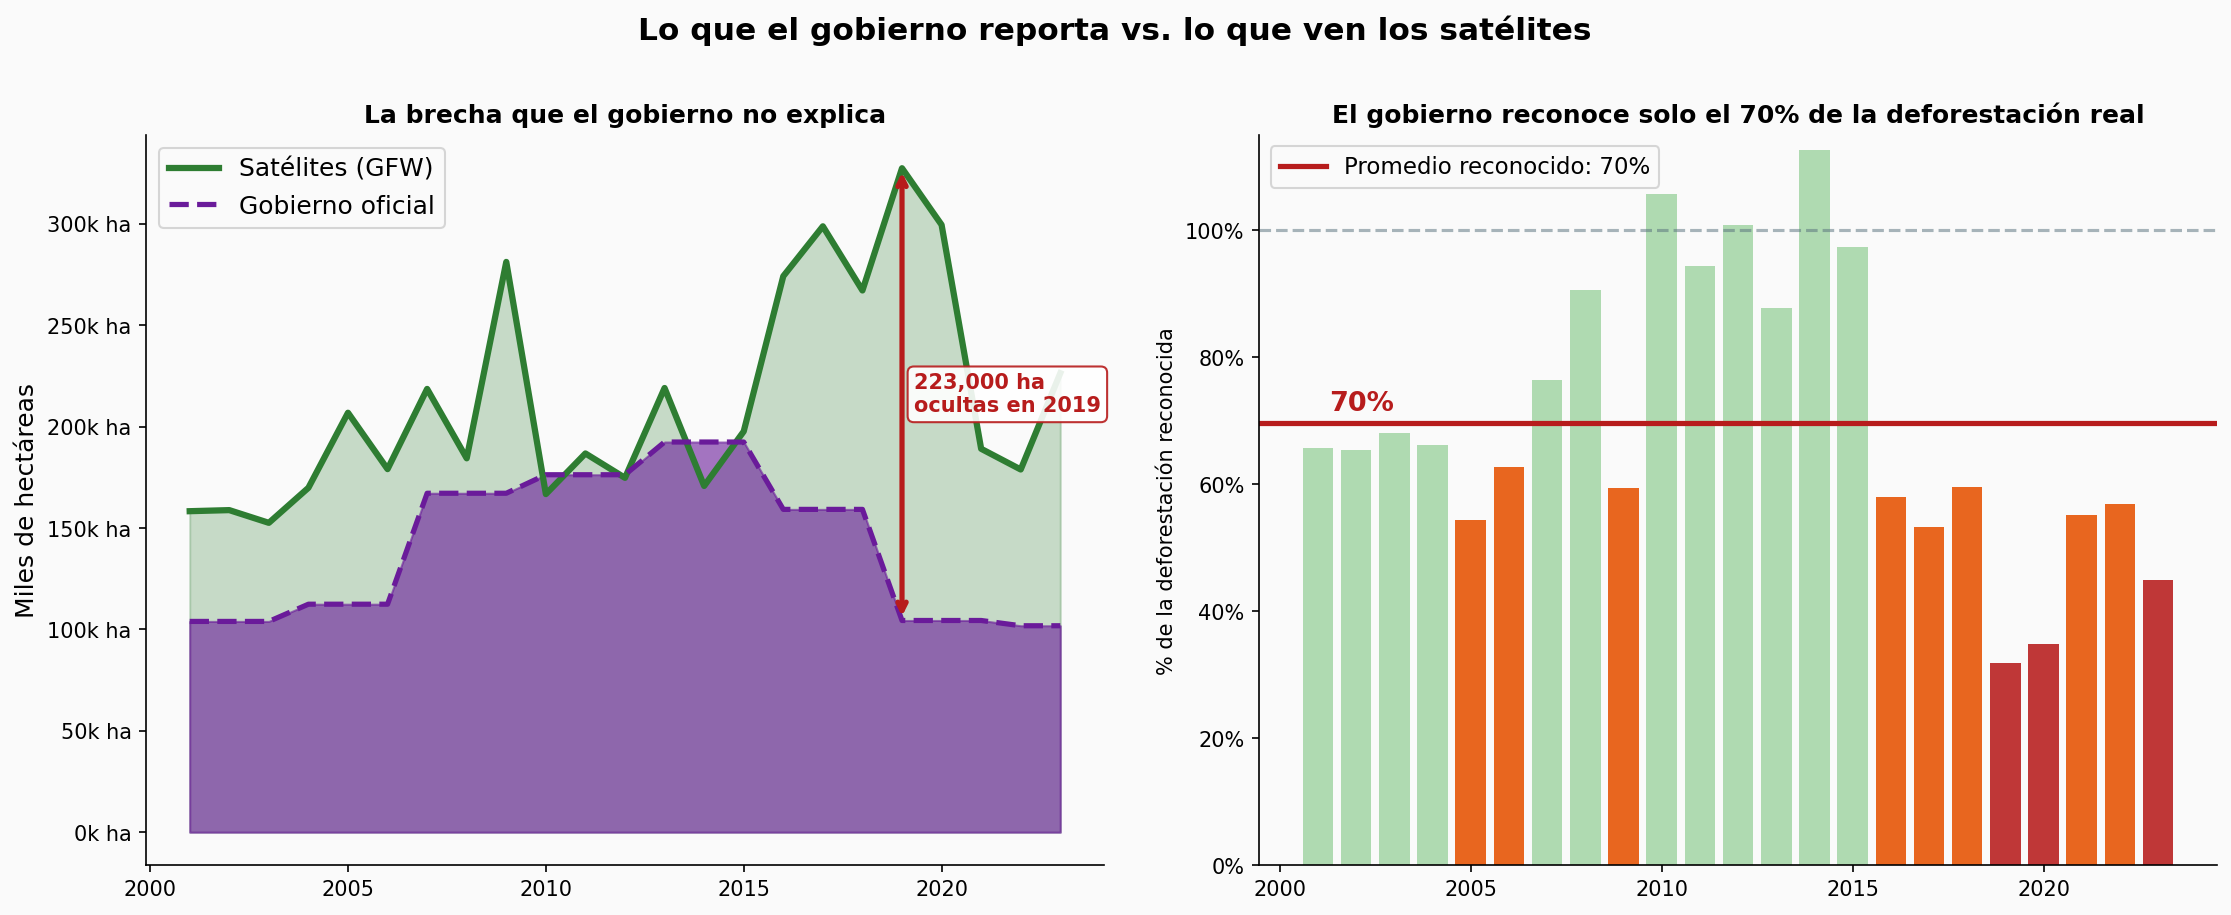 Lo que el gobierno reporta vs. lo que ven los satélites
La brecha que el gobierno no explica
Satélites (GFW)
Gobierno oficial
Miles de hectáreas
300k ha
250k ha
200k ha
150k ha
100k ha
50k ha
0k ha
223,000 ha
ocultas en 2019
2000 2005 2010 2015 2020
El gobierno reconoce solo el 70% de la deforestación real
Promedio reconocido: 70%
% de la deforestación reconocida
100%
80%
60%
40%
20%
0%
70%
2000 2005 2010 2015 2020